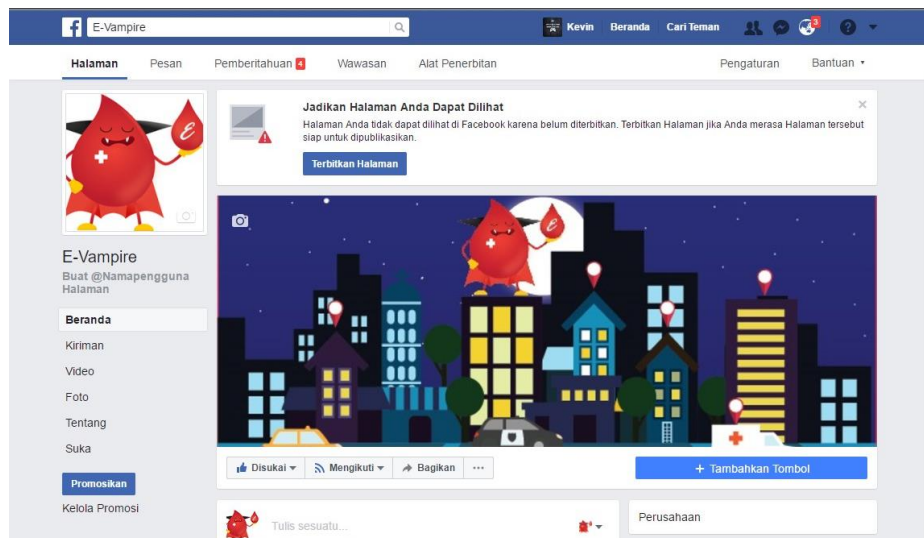 E-Vampire
Kevin Beranda Cari Teman 3
Halaman Pesan Pemberitahuan 4 Wawasan Alat Penerbitan Pengaturan Bantuan
Jadikan Halaman Anda Dapat Dilihat
Halaman Anda tidak dapat dilihat di Facebook karena belum diterbitkan. Terbitkan Halaman jika Anda merasa Halaman tersebut
siap untuk dipublikasikan.
Terbitkan Halaman
E-Vampire
Buat @Namapengguna
Halaman
Beranda
Kiriman
Video
Foto
Tentang
Suka
Promosikan
Kelola Promosi
Disukai Mengikuti Bagikan ...
+ Tambahkan Tombol
Tulis sesuatu...
Perusahaan